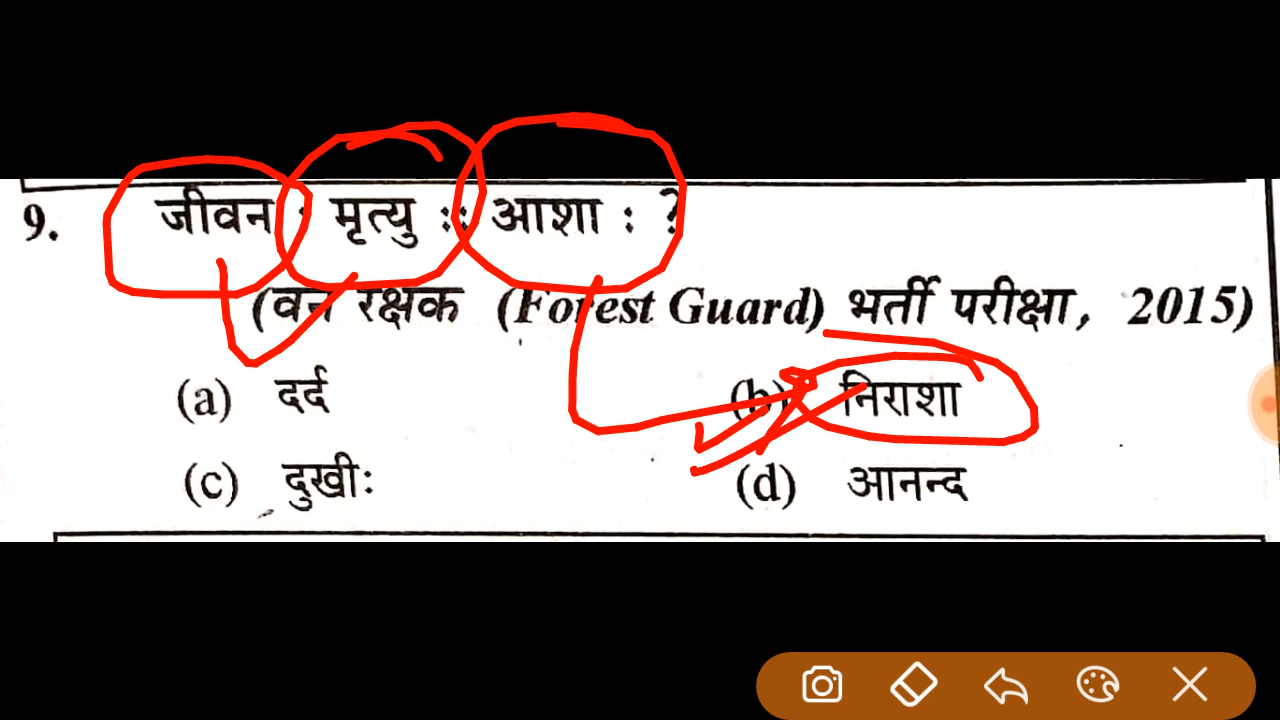 9. जीवन : मृत्यु :: आशा : ?
(वन रक्षक (Forest Guard) भर्ती परीक्षा, 2015)
(a) दर्द (b) निराशा
(c) दुखीः (d) आनन्द